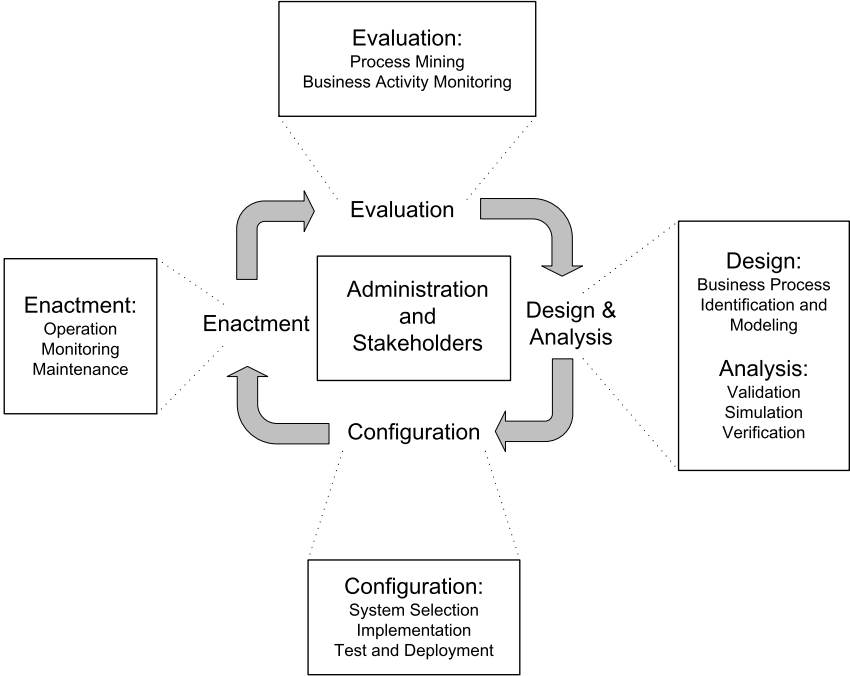 Evaluation:
Process Mining
Business Activity Monitoring
Evaluation
Enactment:
Operation
Monitoring
Maintenance
Enactment
Administration
and
Stakeholders
Design &
Analysis
Design:
Business Process
Identification and
Modeling
Analysis:
Validation
Simulation
Verification
Configuration
Configuration:
System Selection
Implementation
Test and Deployment